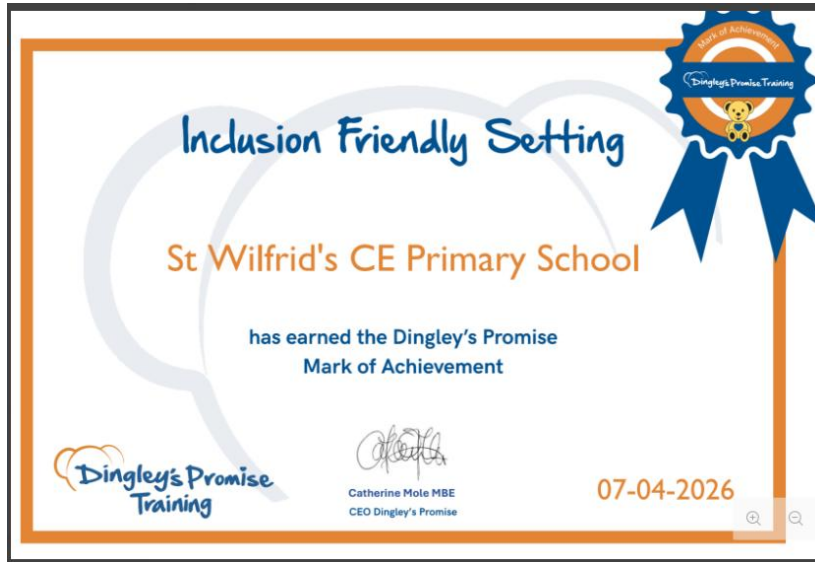 Mark of Achievement
Dingley's Promise Training
Inclusion Friendly Setting
St Wilfrid's CE Primary School
has earned the Dingley's Promise
Mark of Achievement
Dingley's Promise
Training
Catherine Mole MBE
CEO Dingley's Promise
07-04-2026